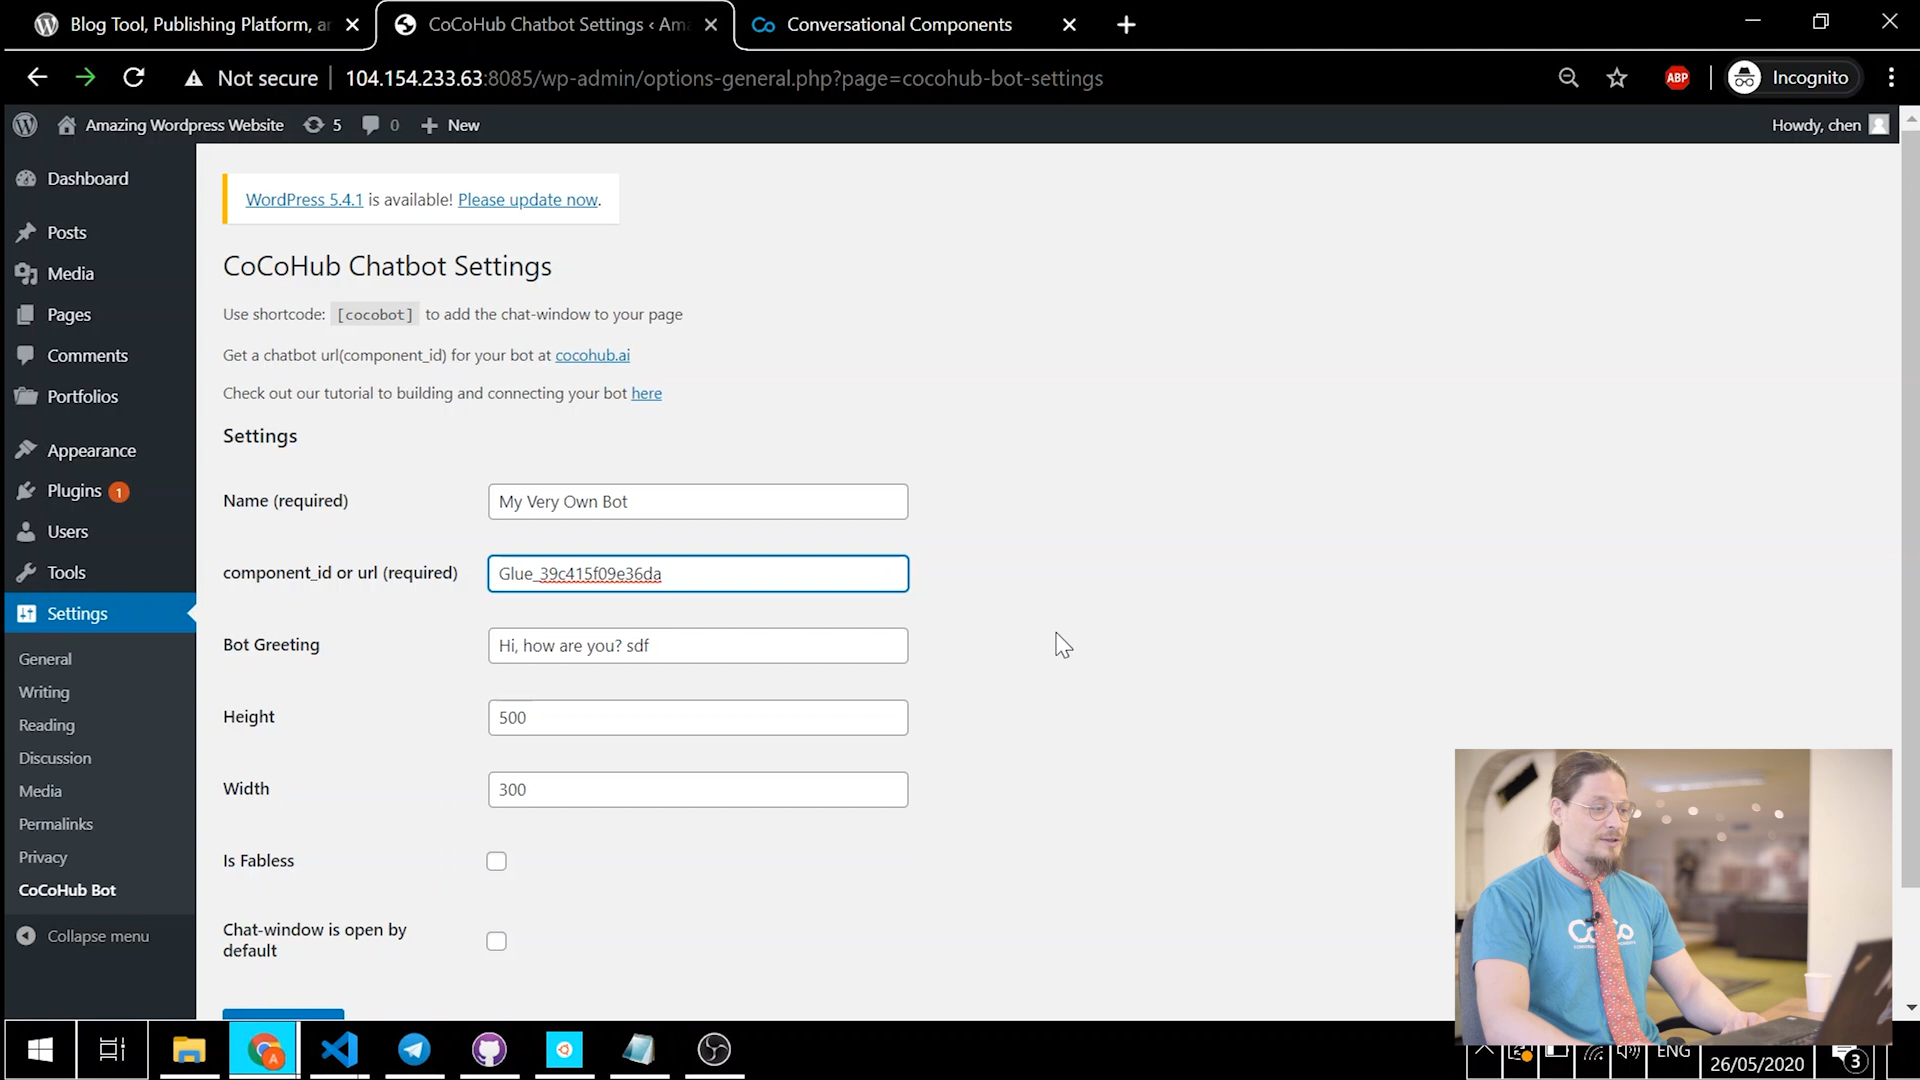 Blog Tool, Publishing Platform, ar
CoCoHub Chatbot Settings ‹ Ama
Conversational Components
Not secure
104.154.233.63:8085/wp-admin/options-general.php?page=cocohub-bot-settings
ABP
Incognito
Amazing Wordpress Website
5
0
New
Howdy, chen
Dashboard
Posts
Media
Pages
Comments
Portfolios
Appearance
Plugins 1
Users
Tools
Settings
General
Writing
Reading
Discussion
Media
Permalinks
Privacy
CoCoHub Bot
Collapse menu
WordPress 5.4.1 is available! Please update now.
CoCoHub Chatbot Settings
Use shortcode: [cocobot] to add the chat-window to your page
Get a chatbot url(component_id) for your bot at cocohub.ai
Check out our tutorial to building and connecting your bot here
Settings
Name (required)
My Very Own Bot
component_id or url (required)
Glue_39c415f09e36da
Bot Greeting
Hi, how are you? sdf
Height
500
Width
300
Is Fabless
Chat-window is open by
default
CoCo
A
ENG
26/05/2020
3